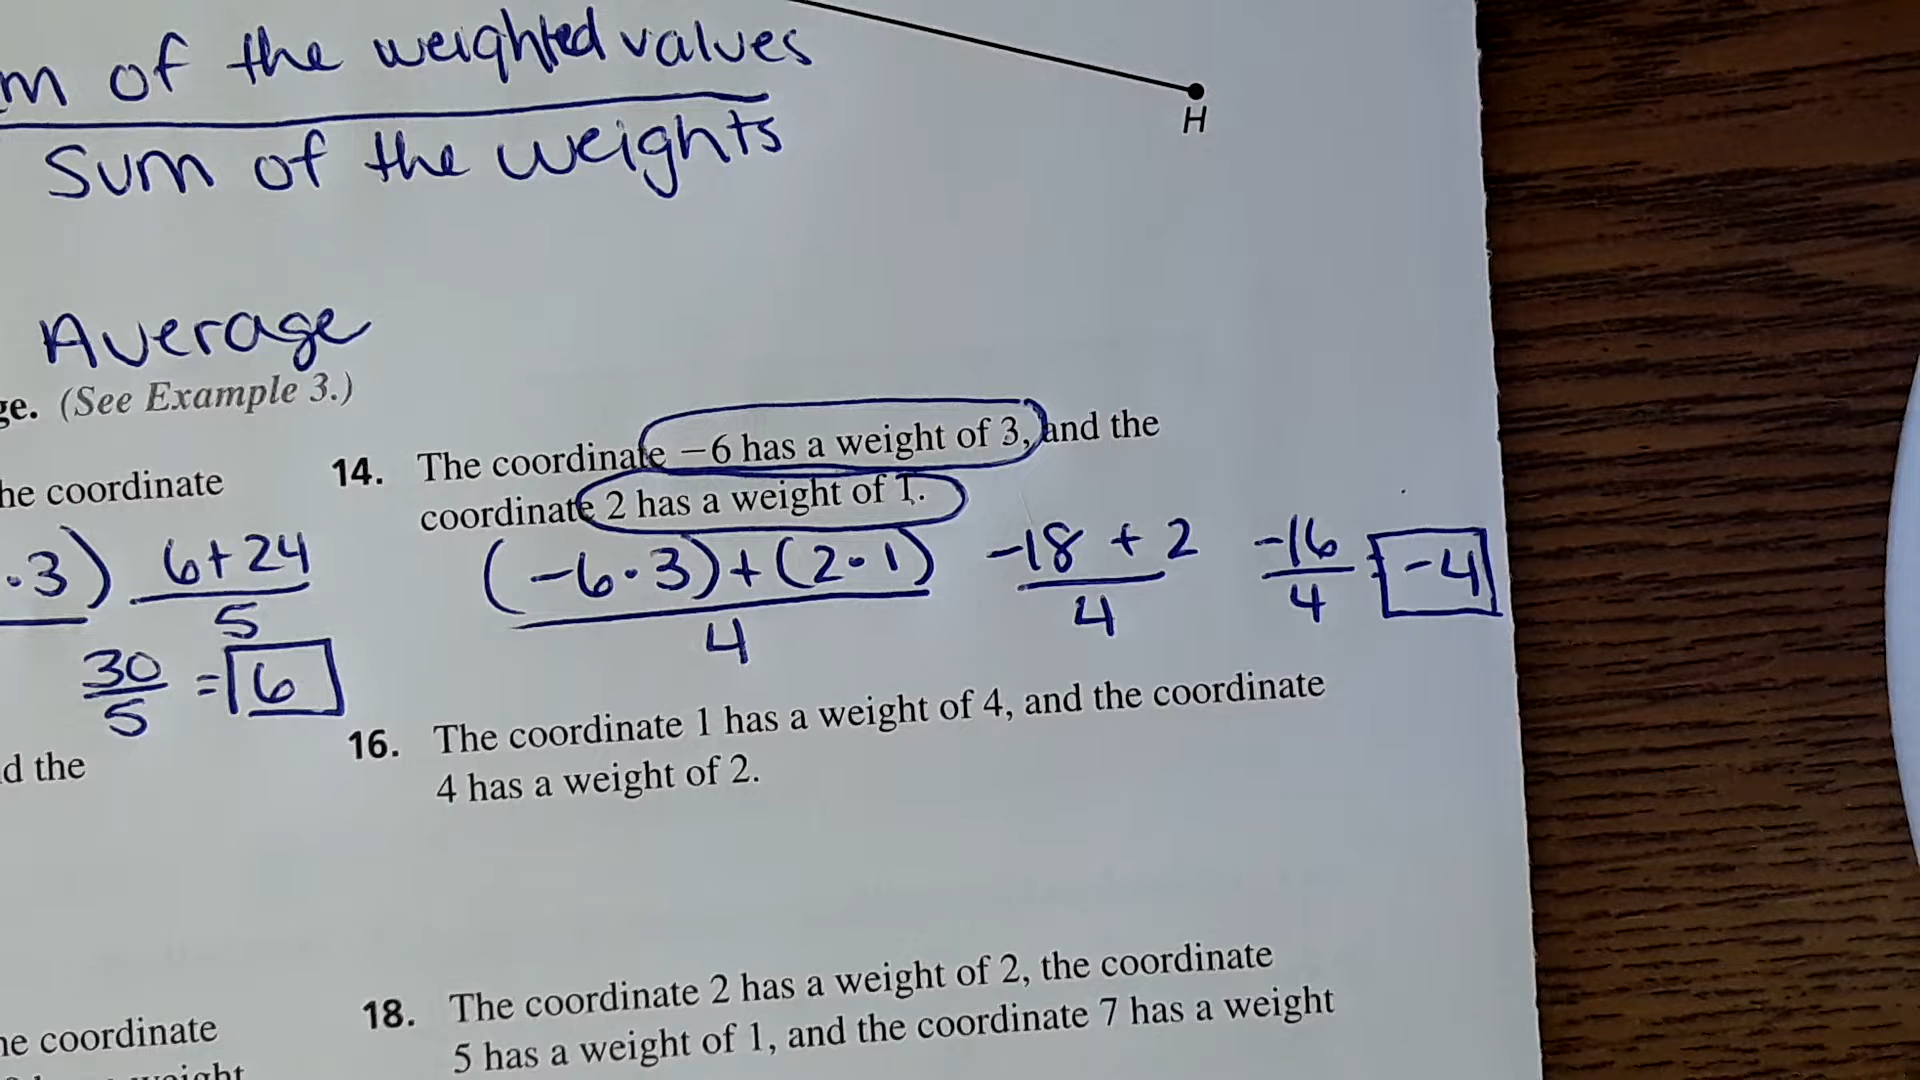 of the weighted values
Sum of the weights
H
Average
(See Example 3.)
coordinate
·3) 6+24
5
30
5 = 6
14. The coordinate −6 has a weight of 3, and the
coordinate 2 has a weight of 1.
(-6·3)+(2·1) -18 + 2 -16
4 4 4 = -4
d the
16. The coordinate 1 has a weight of 4, and the coordinate
4 has a weight of 2.
coordinate
18. The coordinate 2 has a weight of 2, the coordinate
5 has a weight of 1, and the coordinate 7 has a weight